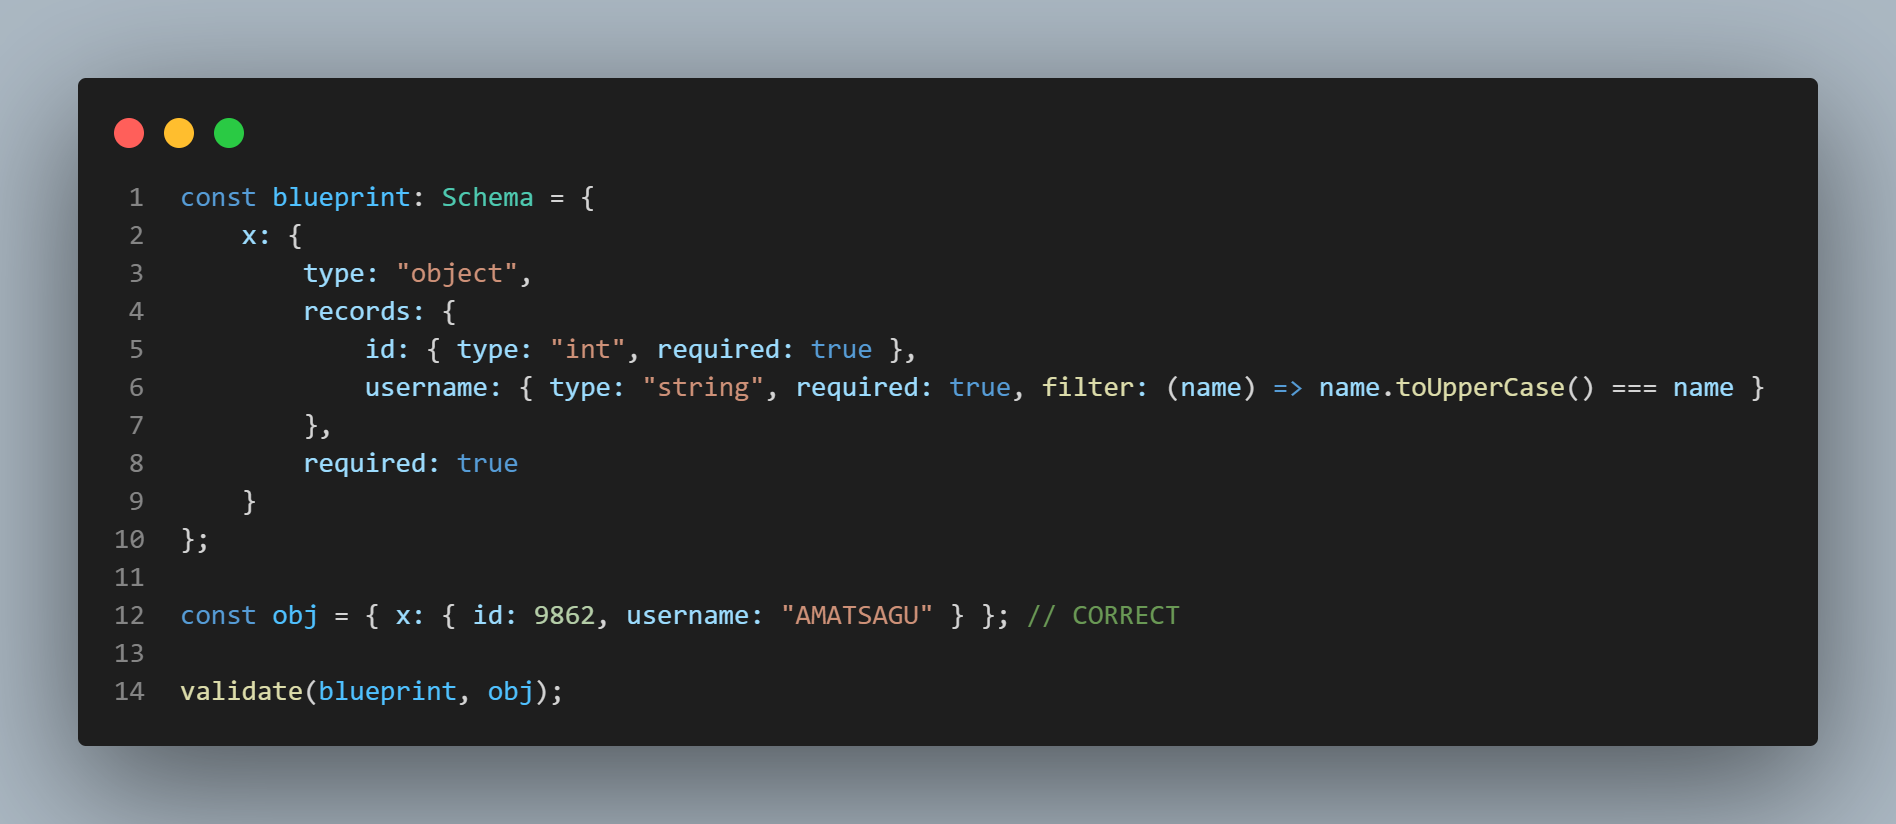 1 const blueprint: Schema = {
2     x: {
3         type: "object",
4         records: {
5             id: { type: "int", required: true },
6             username: { type: "string", required: true, filter: (name) => name.toUpperCase() === name }
7         },
8         required: true
9     }
10 };
11
12 const obj = { x: { id: 9862, username: "AMATSAGU" } }; // CORRECT
13
14 validate(blueprint, obj);